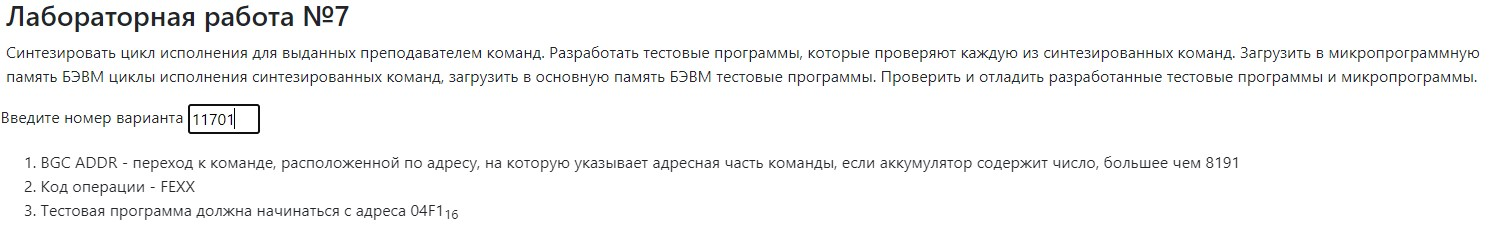 Лабораторная работа №7
Синтезировать цикл исполнения для выданных преподавателем команд. Разработать тестовые программы, которые проверяют каждую из синтезированных команд. Загрузить в микропрограммную
память БЭВМ циклы исполнения синтезированных команд, загрузить в основную память БЭВМ тестовые программы. Проверить и отладить разработанные тестовые программы и микропрограммы.
Введите номер варианта 11701
1. BGC ADDR - переход к команде, расположенной по адресу, на которую указывает адресная часть команды, если аккумулятор содержит число, большее чем 8191
2. Код операции - FEXX
3. Тестовая программа должна начинаться с адреса 04F1₁₆